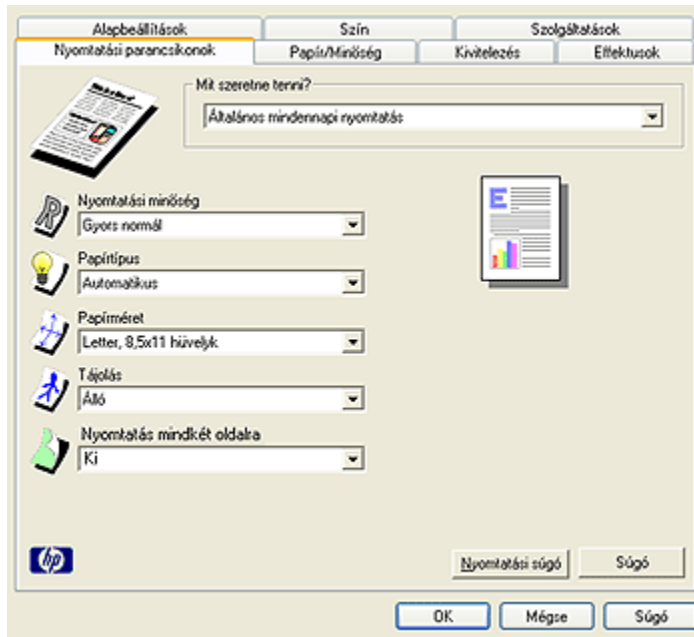 Alapbeállítások Szín Szolgáltatások
Nyomtatási parancsikonok Papír/Minőség Kivitelezés Effektusok
Mit szeretne tenni?
Általános mindennapi nyomtatás
Nyomtatási minőség
Gyors normál
Papírtípus
Automatikus
Papírméret
Letter, 8,5x11 hüvelyk
Tájolás
Álló
Nyomtatás mindkét oldalra
Ki
hp
Nyomtatási súgó Súgó
OK Mégse Súgó